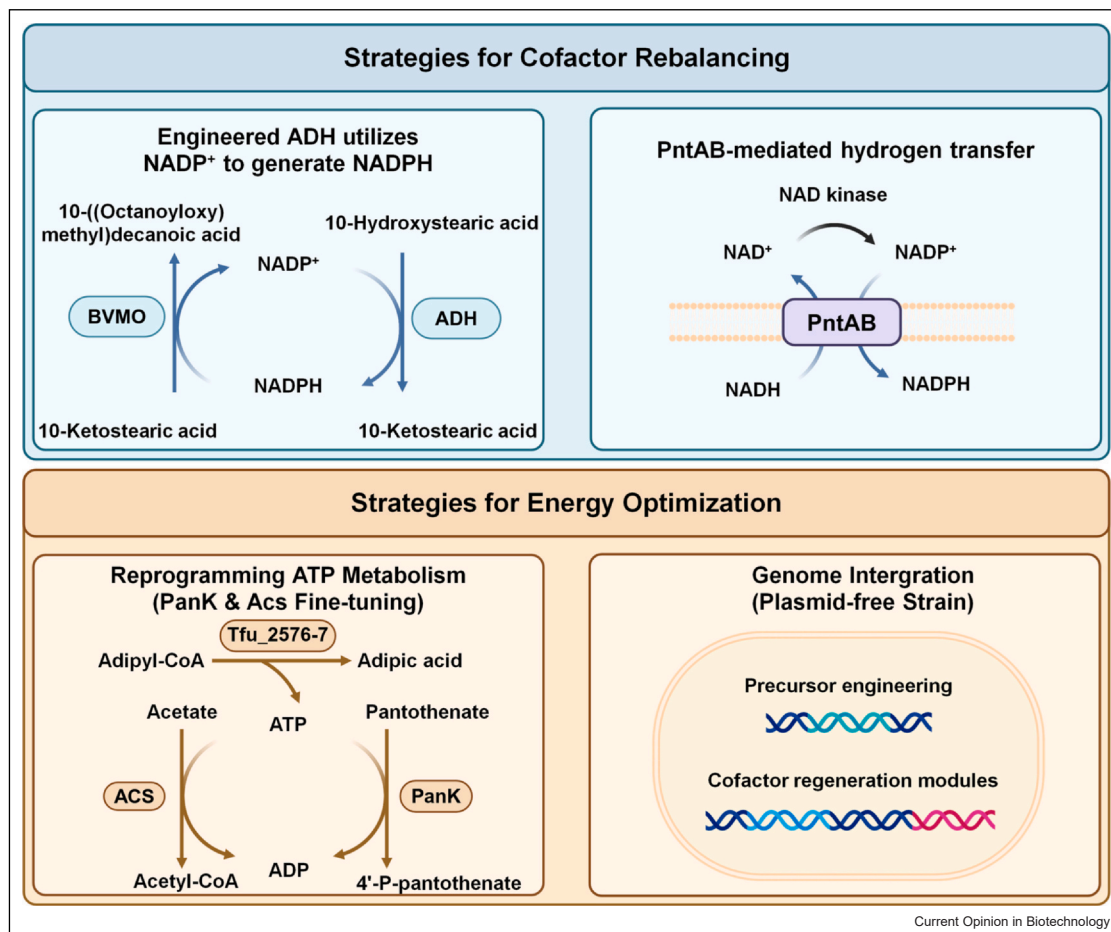 Strategies for Cofactor Rebalancing
Engineered ADH utilizes
NADP⁺ to generate NADPH
10-((Octanoyloxy)
methyl)decanoic acid
10-Hydroxystearic acid
NADP⁺
BVMO
ADH
NADPH
10-Ketostearic acid
10-Ketostearic acid
PntAB-mediated hydrogen transfer
NAD kinase
NAD⁺
NADP⁺
PntAB
NADH
NADPH
Strategies for Energy Optimization
Reprogramming ATP Metabolism
(PanK & Acs Fine-tuning)
Tfu_2576-7
Adipyl-CoA
Adipic acid
Acetate
ATP
Pantothenate
ACS
PanK
ADP
Acetyl-CoA
4'-P-pantothenate
Genome Intergration
(Plasmid-free Strain)
Precursor engineering
Cofactor regeneration modules
Current Opinion in Biotechnology